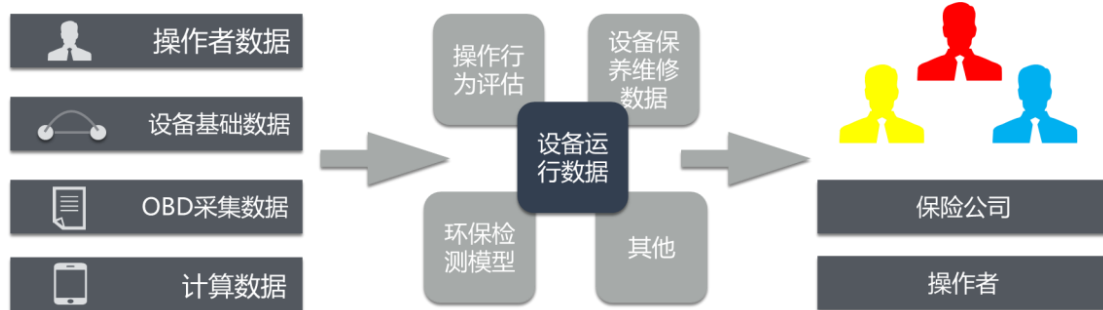 操作者数据
设备基础数据
OBD采集数据
计算数据
操作行
为评估
设备保
养维修
数据
设备运
行数据
环保检
测模型
其他
保险公司
操作者